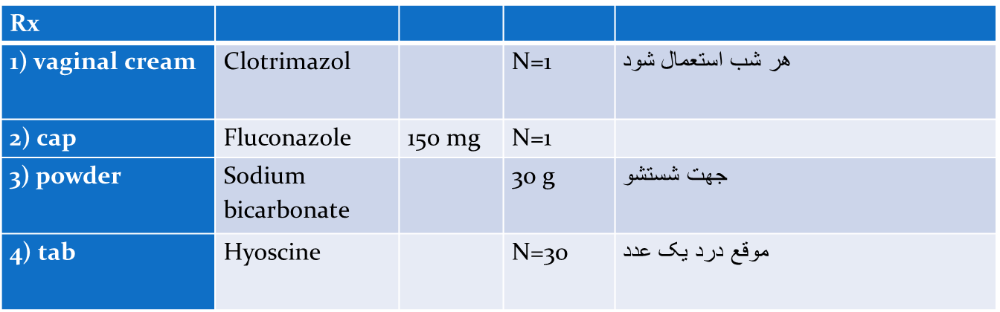 Rx
1) vaginal cream Clotrimazol N=1 هر شب استعمال شود
2) cap Fluconazole 150 mg N=1
3) powder Sodium 30 g جهت شستشو
bicarbonate
4) tab Hyoscine N=30 موقع درد یک عدد